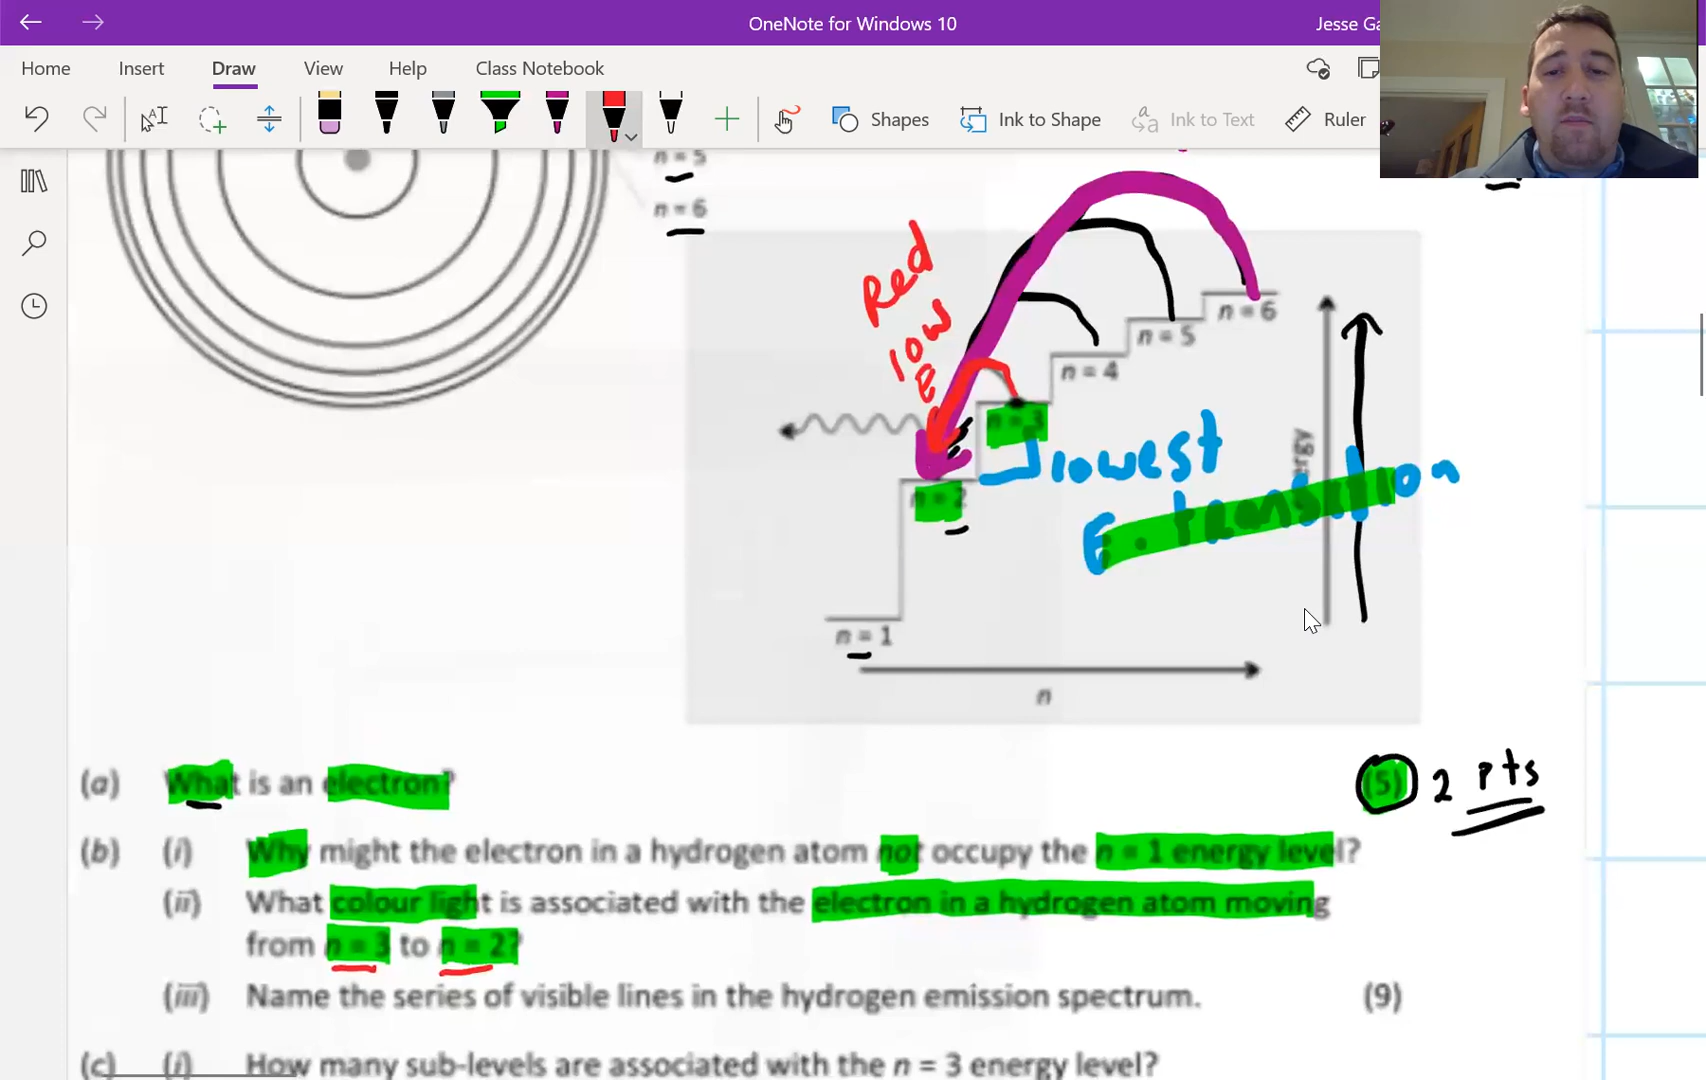 OneNote for Windows 10
Jesse Ga
Home Insert Draw View Help Class Notebook
Shapes Ink to Shape Ink to Text Ruler
n = 5
n = 6
Red
low
E
n = 6
n = 5
n = 4
n = 3
lowest
E. transition
n = 2
n = 1
n
(a) What is an electron? (5) 2 pts
(b) (i) Why might the electron in a hydrogen atom not occupy the n = 1 energy level?
(ii) What colour light is associated with the electron in a hydrogen atom moving
from n = 3 to n = 2?
(iii) Name the series of visible lines in the hydrogen emission spectrum. (9)
(c) (i) How many sub-levels are associated with the n = 3 energy level?